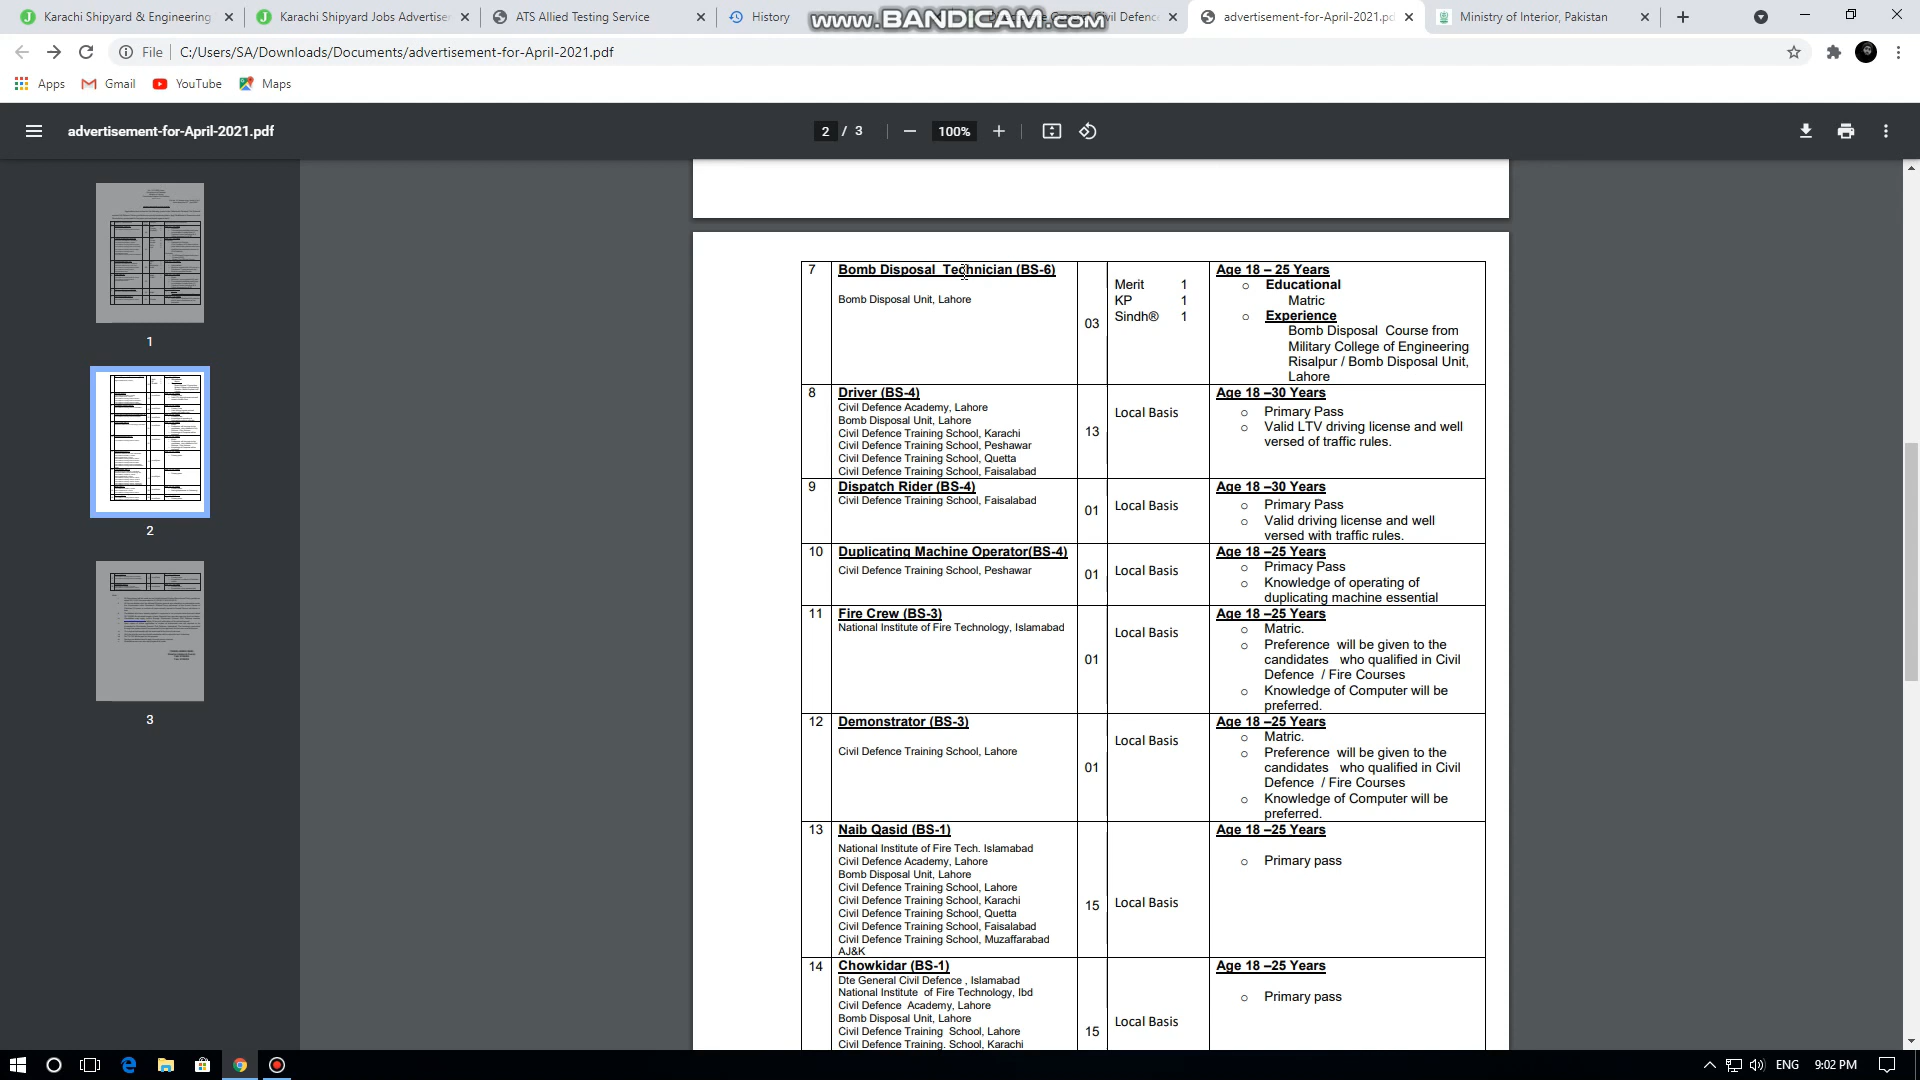 Karachi Shipyard & Engineering
Karachi Shipyard Jobs Advertise
ATS Allied Testing Service
History
Civil Defence
advertisement-for-April-2021.pd
Ministry of Interior, Pakistan
www.BANDICAM.com
File
C:/Users/SA/Downloads/Documents/advertisement-for-April-2021.pdf
Apps
Gmail
YouTube
Maps
advertisement-for-April-2021.pdf
2 / 3
100%
1
2
3
7
Bomb Disposal Technician (BS-6)
Bomb Disposal Unit, Lahore
03
Merit 1
KP 1
Sindh® 1
Age 18 – 25 Years
o Educational
Matric
o Experience
Bomb Disposal Course from
Military College of Engineering
Risalpur / Bomb Disposal Unit,
Lahore
8
Driver (BS-4)
Civil Defence Academy, Lahore
Bomb Disposal Unit, Lahore
Civil Defence Training School, Karachi
Civil Defence Training School, Peshawar
Civil Defence Training School, Quetta
Civil Defence Training School, Faisalabad
13
Local Basis
Age 18 –30 Years
o Primary Pass
o Valid LTV driving license and well
versed of traffic rules.
9
Dispatch Rider (BS-4)
Civil Defence Training School, Faisalabad
01
Local Basis
Age 18 –30 Years
o Primary Pass
o Valid driving license and well
versed with traffic rules.
10
Duplicating Machine Operator(BS-4)
Civil Defence Training School, Peshawar
01
Local Basis
Age 18 –25 Years
o Primacy Pass
o Knowledge of operating of
duplicating machine essential
11
Fire Crew (BS-3)
National Institute of Fire Technology, Islamabad
01
Local Basis
Age 18 –25 Years
o Matric.
o Preference will be given to the
candidates who qualified in Civil
Defence / Fire Courses
o Knowledge of Computer will be
preferred.
12
Demonstrator (BS-3)
Civil Defence Training School, Lahore
01
Local Basis
Age 18 –25 Years
o Matric.
o Preference will be given to the
candidates who qualified in Civil
Defence / Fire Courses
o Knowledge of Computer will be
preferred.
13
Naib Qasid (BS-1)
National Institute of Fire Tech. Islamabad
Civil Defence Academy, Lahore
Bomb Disposal Unit, Lahore
Civil Defence Training School, Lahore
Civil Defence Training School, Karachi
Civil Defence Training School, Quetta
Civil Defence Training School, Faisalabad
Civil Defence Training School, Muzaffarabad
AJ&K
15
Local Basis
Age 18 –25 Years
o Primary pass
14
Chowkidar (BS-1)
Dte General Civil Defence , Islamabad
National Institute of Fire Technology, Ibd
Civil Defence Academy, Lahore
Bomb Disposal Unit, Lahore
Civil Defence Training School, Lahore
Civil Defence Training. School, Karachi
15
Local Basis
Age 18 –25 Years
o Primary pass
ENG
9:02 PM